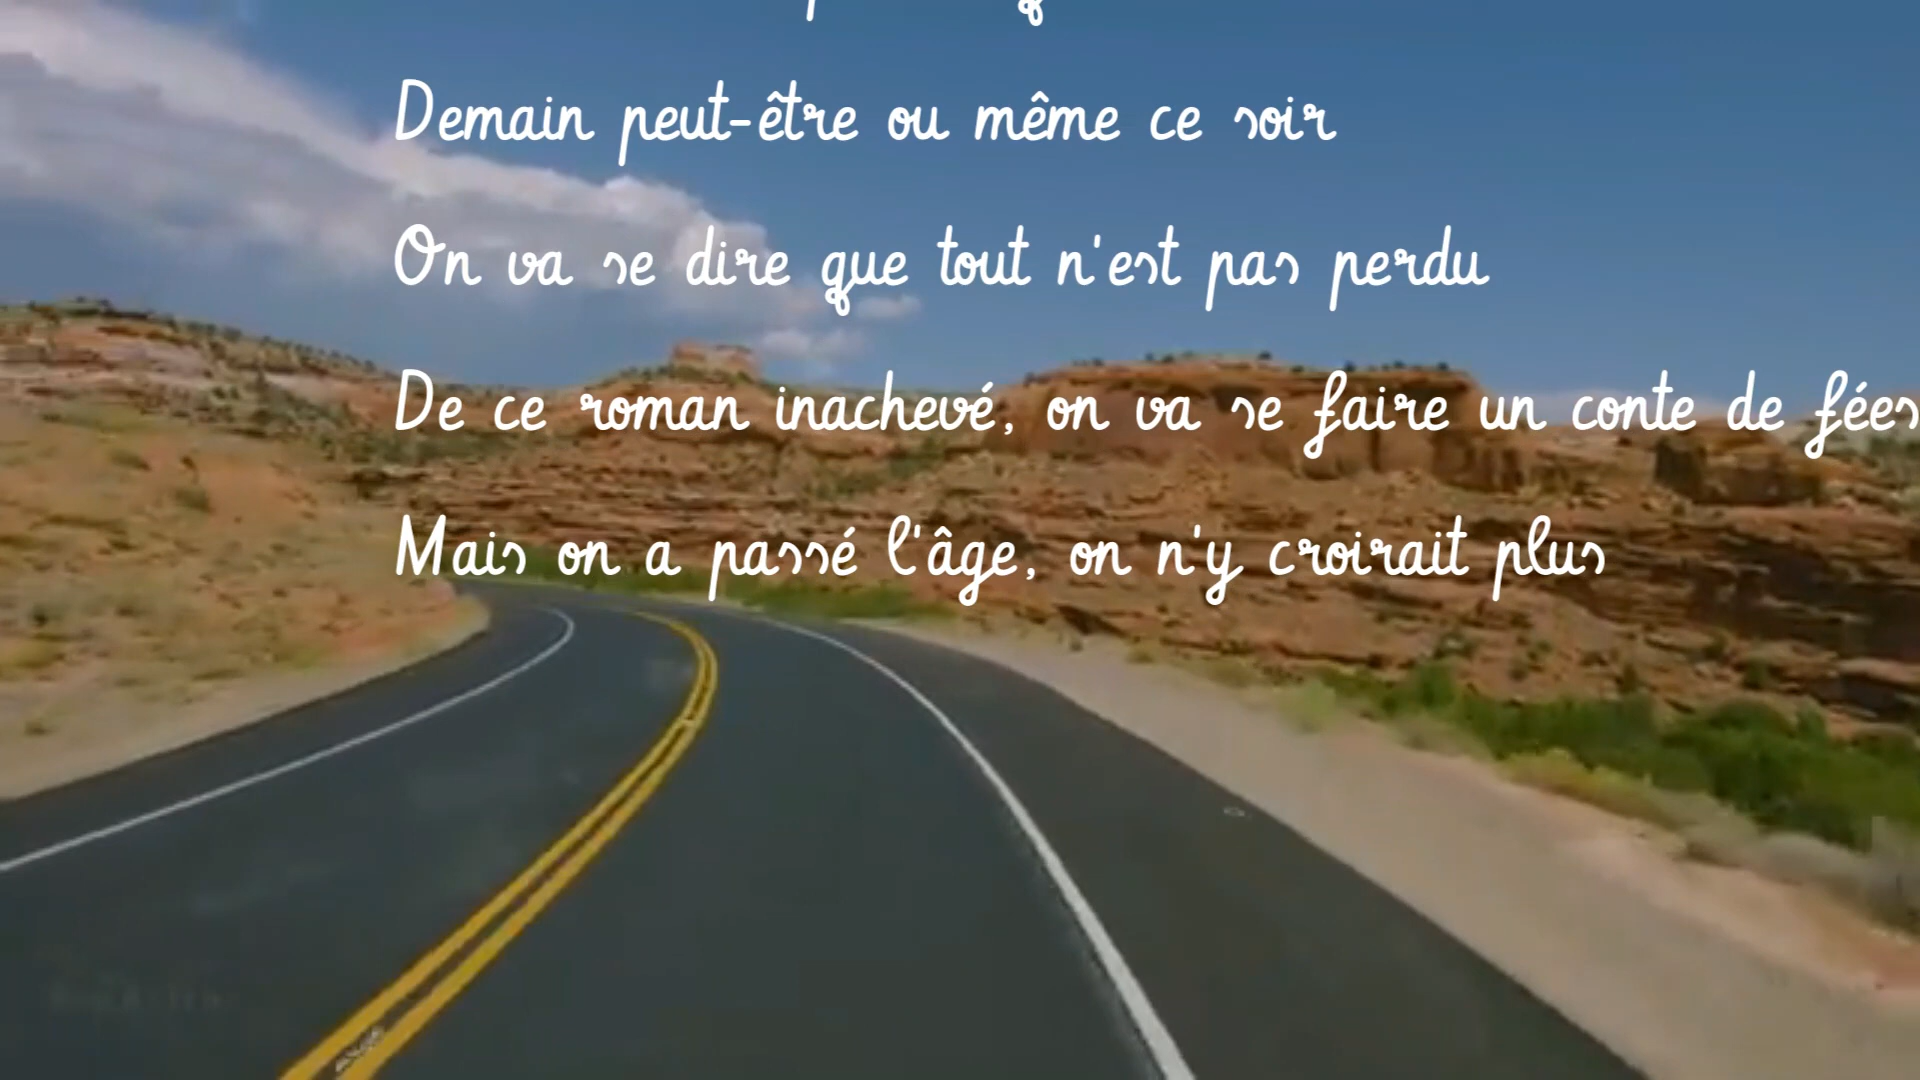 Demain peut-être ou même ce soir
On va se dire que tout n'est pas perdu
De ce roman inachevé, on va se faire un conte de fées
Mais on a passé l'âge, on n'y croirait plus